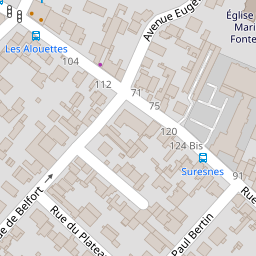 Avenue Eugè
Église
Mari
Fonte
Les Alouettes
104
112
71
75
120
124 Bis
Suresnes
91
Rue
e de Belfort
Rue du Platea
Paul Bertin